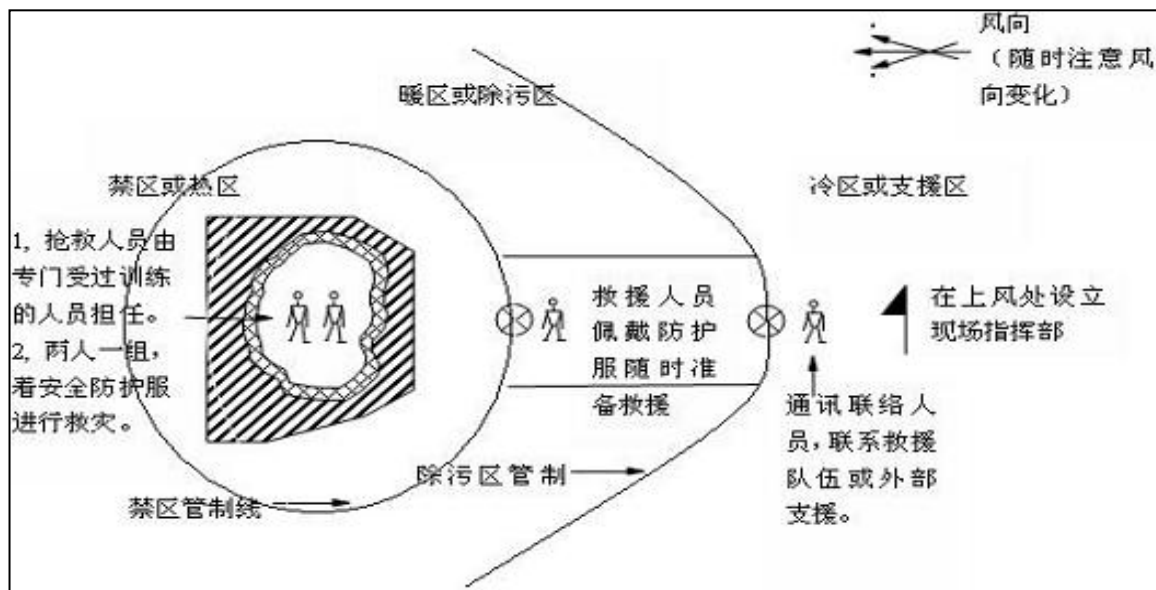 风向
（随时注意风
向变化）
暖区或除污区
禁区或热区
冷区或支援区
1, 抢救人员由
专门受过训练
的人员担任。
2, 两人一组，
着安全防护服
进行救灾。
救援人员
佩戴防护
服随时准
备救援
在上风处设立
现场指挥部
通讯联络人
员，联系救援
队伍或外部
支援。
除污区管制
禁区管制线